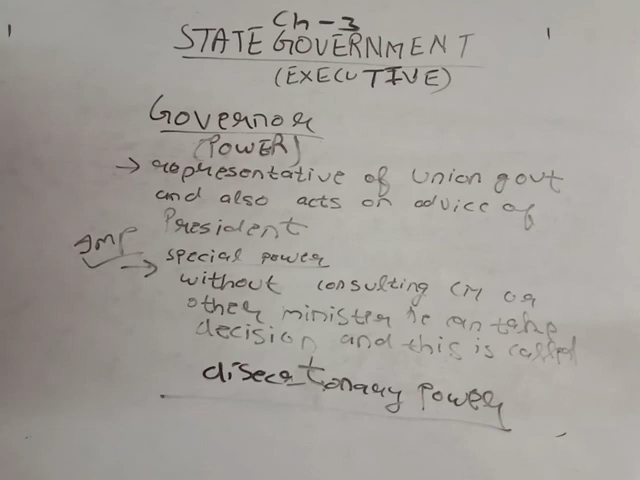 Ch - 3
STATE GOVERNMENT
(EXECUTIVE)
Governor
(POWER)
→ representative of Union govt
and also acts on advice of
President
Imp → special power
without consulting CM or
other minister he can take
decision and this is called
disecrtionary power